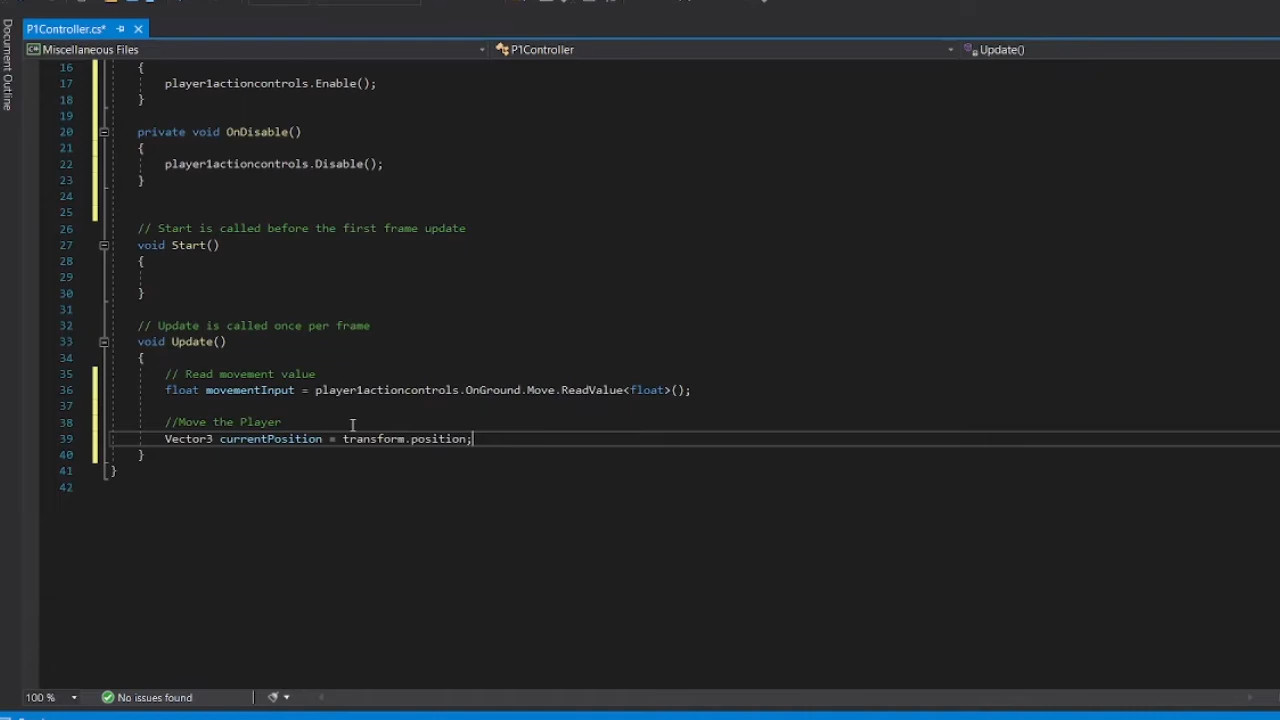 P1Controller.cs*
Document Outline
Miscellaneous Files
P1Controller
Update()
16 {
17 player1actioncontrols.Enable();
18 }
19
20 private void OnDisable()
21 {
22 player1actioncontrols.Disable();
23 }
24
25
26 // Start is called before the first frame update
27 void Start()
28 {
29
30 }
31
32 // Update is called once per frame
33 void Update()
34 {
35 // Read movement value
36 float movementInput = player1actioncontrols.OnGround.Move.ReadValue<float>();
37
38 //Move the Player
39 Vector3 currentPosition = transform.position;
40 }
41 }
42
100 %
No issues found